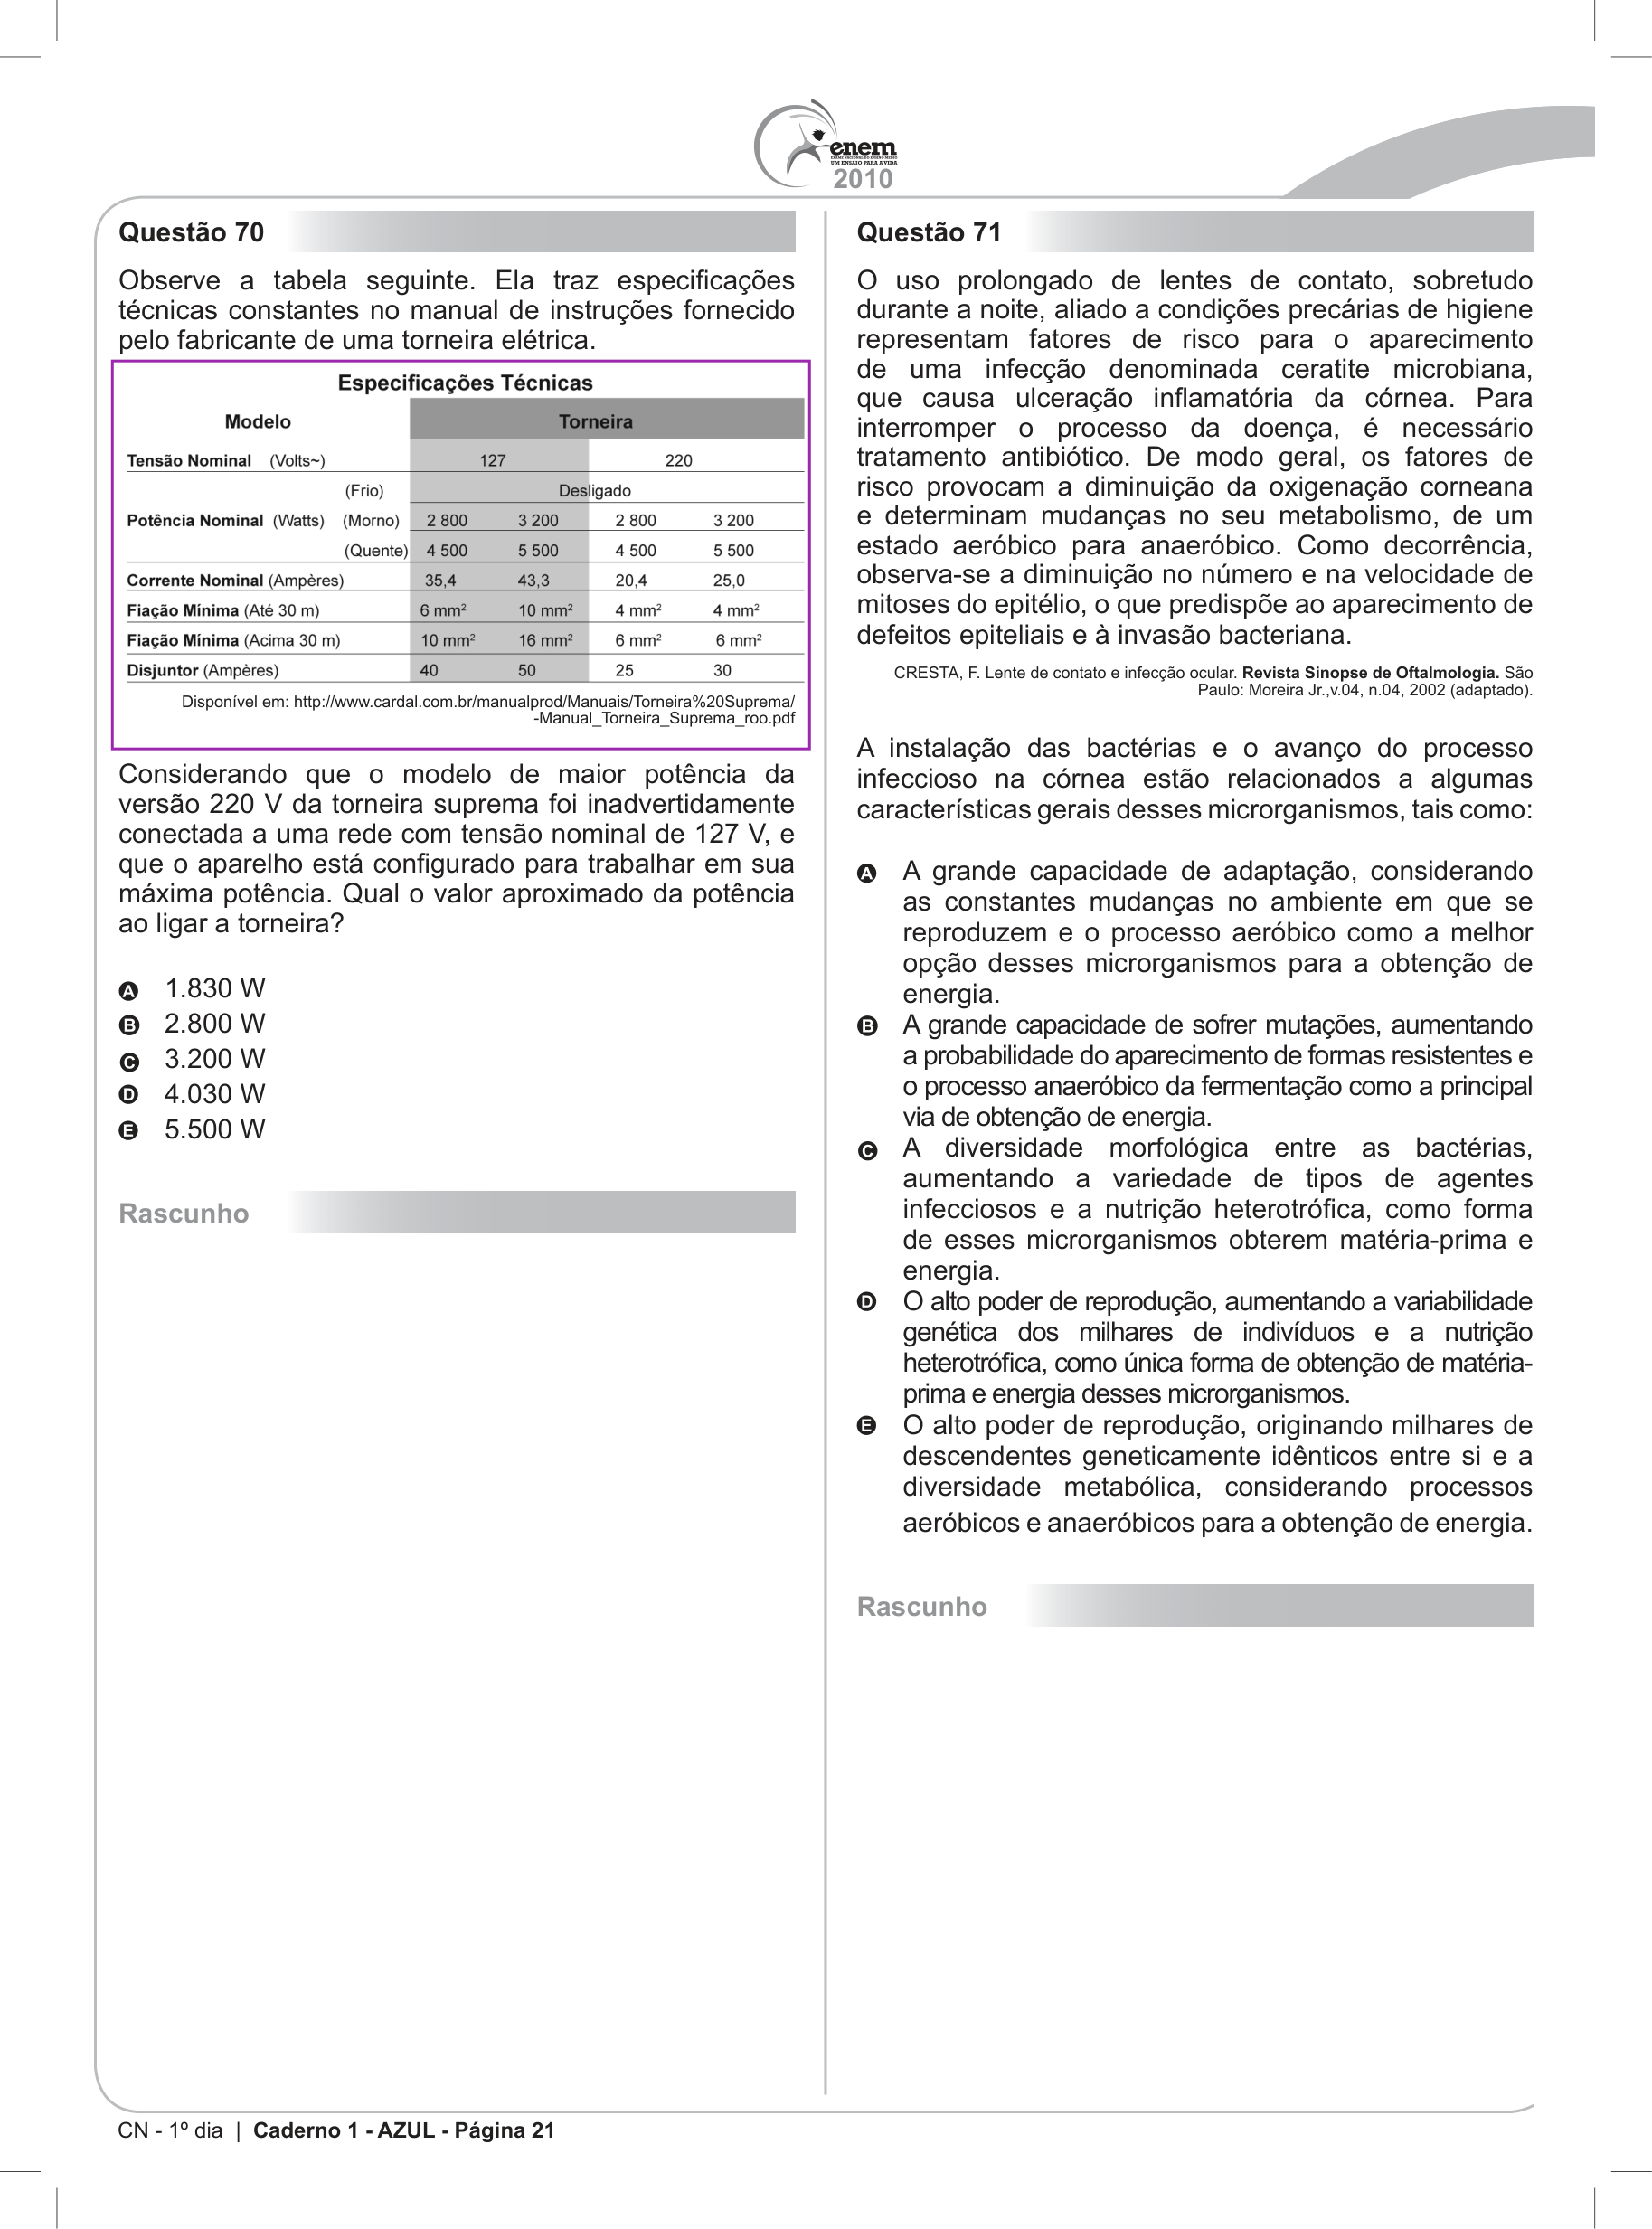 enem
EXAME NACIONAL DO ENSINO MÉDIO
UM ENSAIO PARA A VIDA
2010
Questão 70
Observe a tabela seguinte. Ela traz especificações
técnicas constantes no manual de instruções fornecido
pelo fabricante de uma torneira elétrica.
Especificações Técnicas
Modelo Torneira
Tensão Nominal (Volts~) 127 220
(Frio) Desligado
Potência Nominal (Watts) (Morno) 2 800 3 200 2 800 3 200
(Quente) 4 500 5 500 4 500 5 500
Corrente Nominal (Ampères) 35,4 43,3 20,4 25,0
Fiação Mínima (Até 30 m) 6 mm² 10 mm² 4 mm² 4 mm²
Fiação Mínima (Acima 30 m) 10 mm² 16 mm² 6 mm² 6 mm²
Disjuntor (Ampères) 40 50 25 30
Disponível em: http://www.cardal.com.br/manualprod/Manuais/Torneira%20Suprema/
-Manual_Torneira_Suprema_roo.pdf
Considerando que o modelo de maior potência da
versão 220 V da torneira suprema foi inadvertidamente
conectada a uma rede com tensão nominal de 127 V, e
que o aparelho está configurado para trabalhar em sua
máxima potência. Qual o valor aproximado da potência
ao ligar a torneira?
A 1.830 W
B 2.800 W
C 3.200 W
D 4.030 W
E 5.500 W
Rascunho
Questão 71
O uso prolongado de lentes de contato, sobretudo
durante a noite, aliado a condições precárias de higiene
representam fatores de risco para o aparecimento
de uma infecção denominada ceratite microbiana,
que causa ulceração inflamatória da córnea. Para
interromper o processo da doença, é necessário
tratamento antibiótico. De modo geral, os fatores de
risco provocam a diminuição da oxigenação corneana
e determinam mudanças no seu metabolismo, de um
estado aeróbico para anaeróbico. Como decorrência,
observa-se a diminuição no número e na velocidade de
mitoses do epitélio, o que predispõe ao aparecimento de
defeitos epiteliais e à invasão bacteriana.
CRESTA, F. Lente de contato e infecção ocular. Revista Sinopse de Oftalmologia. São
Paulo: Moreira Jr.,v.04, n.04, 2002 (adaptado).
A instalação das bactérias e o avanço do processo
infeccioso na córnea estão relacionados a algumas
características gerais desses microrganismos, tais como:
A A grande capacidade de adaptação, considerando
as constantes mudanças no ambiente em que se
reproduzem e o processo aeróbico como a melhor
opção desses microrganismos para a obtenção de
energia.
B A grande capacidade de sofrer mutações, aumentando
a probabilidade do aparecimento de formas resistentes e
o processo anaeróbico da fermentação como a principal
via de obtenção de energia.
C A diversidade morfológica entre as bactérias,
aumentando a variedade de tipos de agentes
infecciosos e a nutrição heterotrófica, como forma
de esses microrganismos obterem matéria-prima e
energia.
D O alto poder de reprodução, aumentando a variabilidade
genética dos milhares de indivíduos e a nutrição
heterotrófica, como única forma de obtenção de matéria-
prima e energia desses microrganismos.
E O alto poder de reprodução, originando milhares de
descendentes geneticamente idênticos entre si e a
diversidade metabólica, considerando processos
aeróbicos e anaeróbicos para a obtenção de energia.
Rascunho
CN - 1º dia | Caderno 1 - AZUL - Página 21